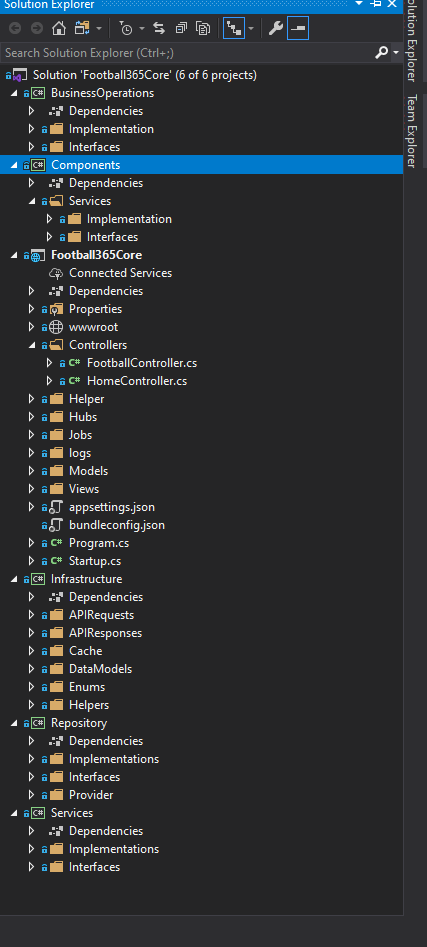 Solution Explorer
Search Solution Explorer (Ctrl+;)
Solution 'Football365Core' (6 of 6 projects)
C# BusinessOperations
Dependencies
Implementation
Interfaces
C# Components
Dependencies
Services
Implementation
Interfaces
Football365Core
Connected Services
Dependencies
Properties
wwwroot
Controllers
C# FootballController.cs
C# HomeController.cs
Helper
Hubs
Jobs
logs
Models
Views
appsettings.json
bundleconfig.json
C# Program.cs
C# Startup.cs
C# Infrastructure
Dependencies
APIRequests
APIResponses
Cache
DataModels
Enums
Helpers
C# Repository
Dependencies
Implementations
Interfaces
Provider
C# Services
Dependencies
Implementations
Interfaces
Solution Explorer
Team Explorer